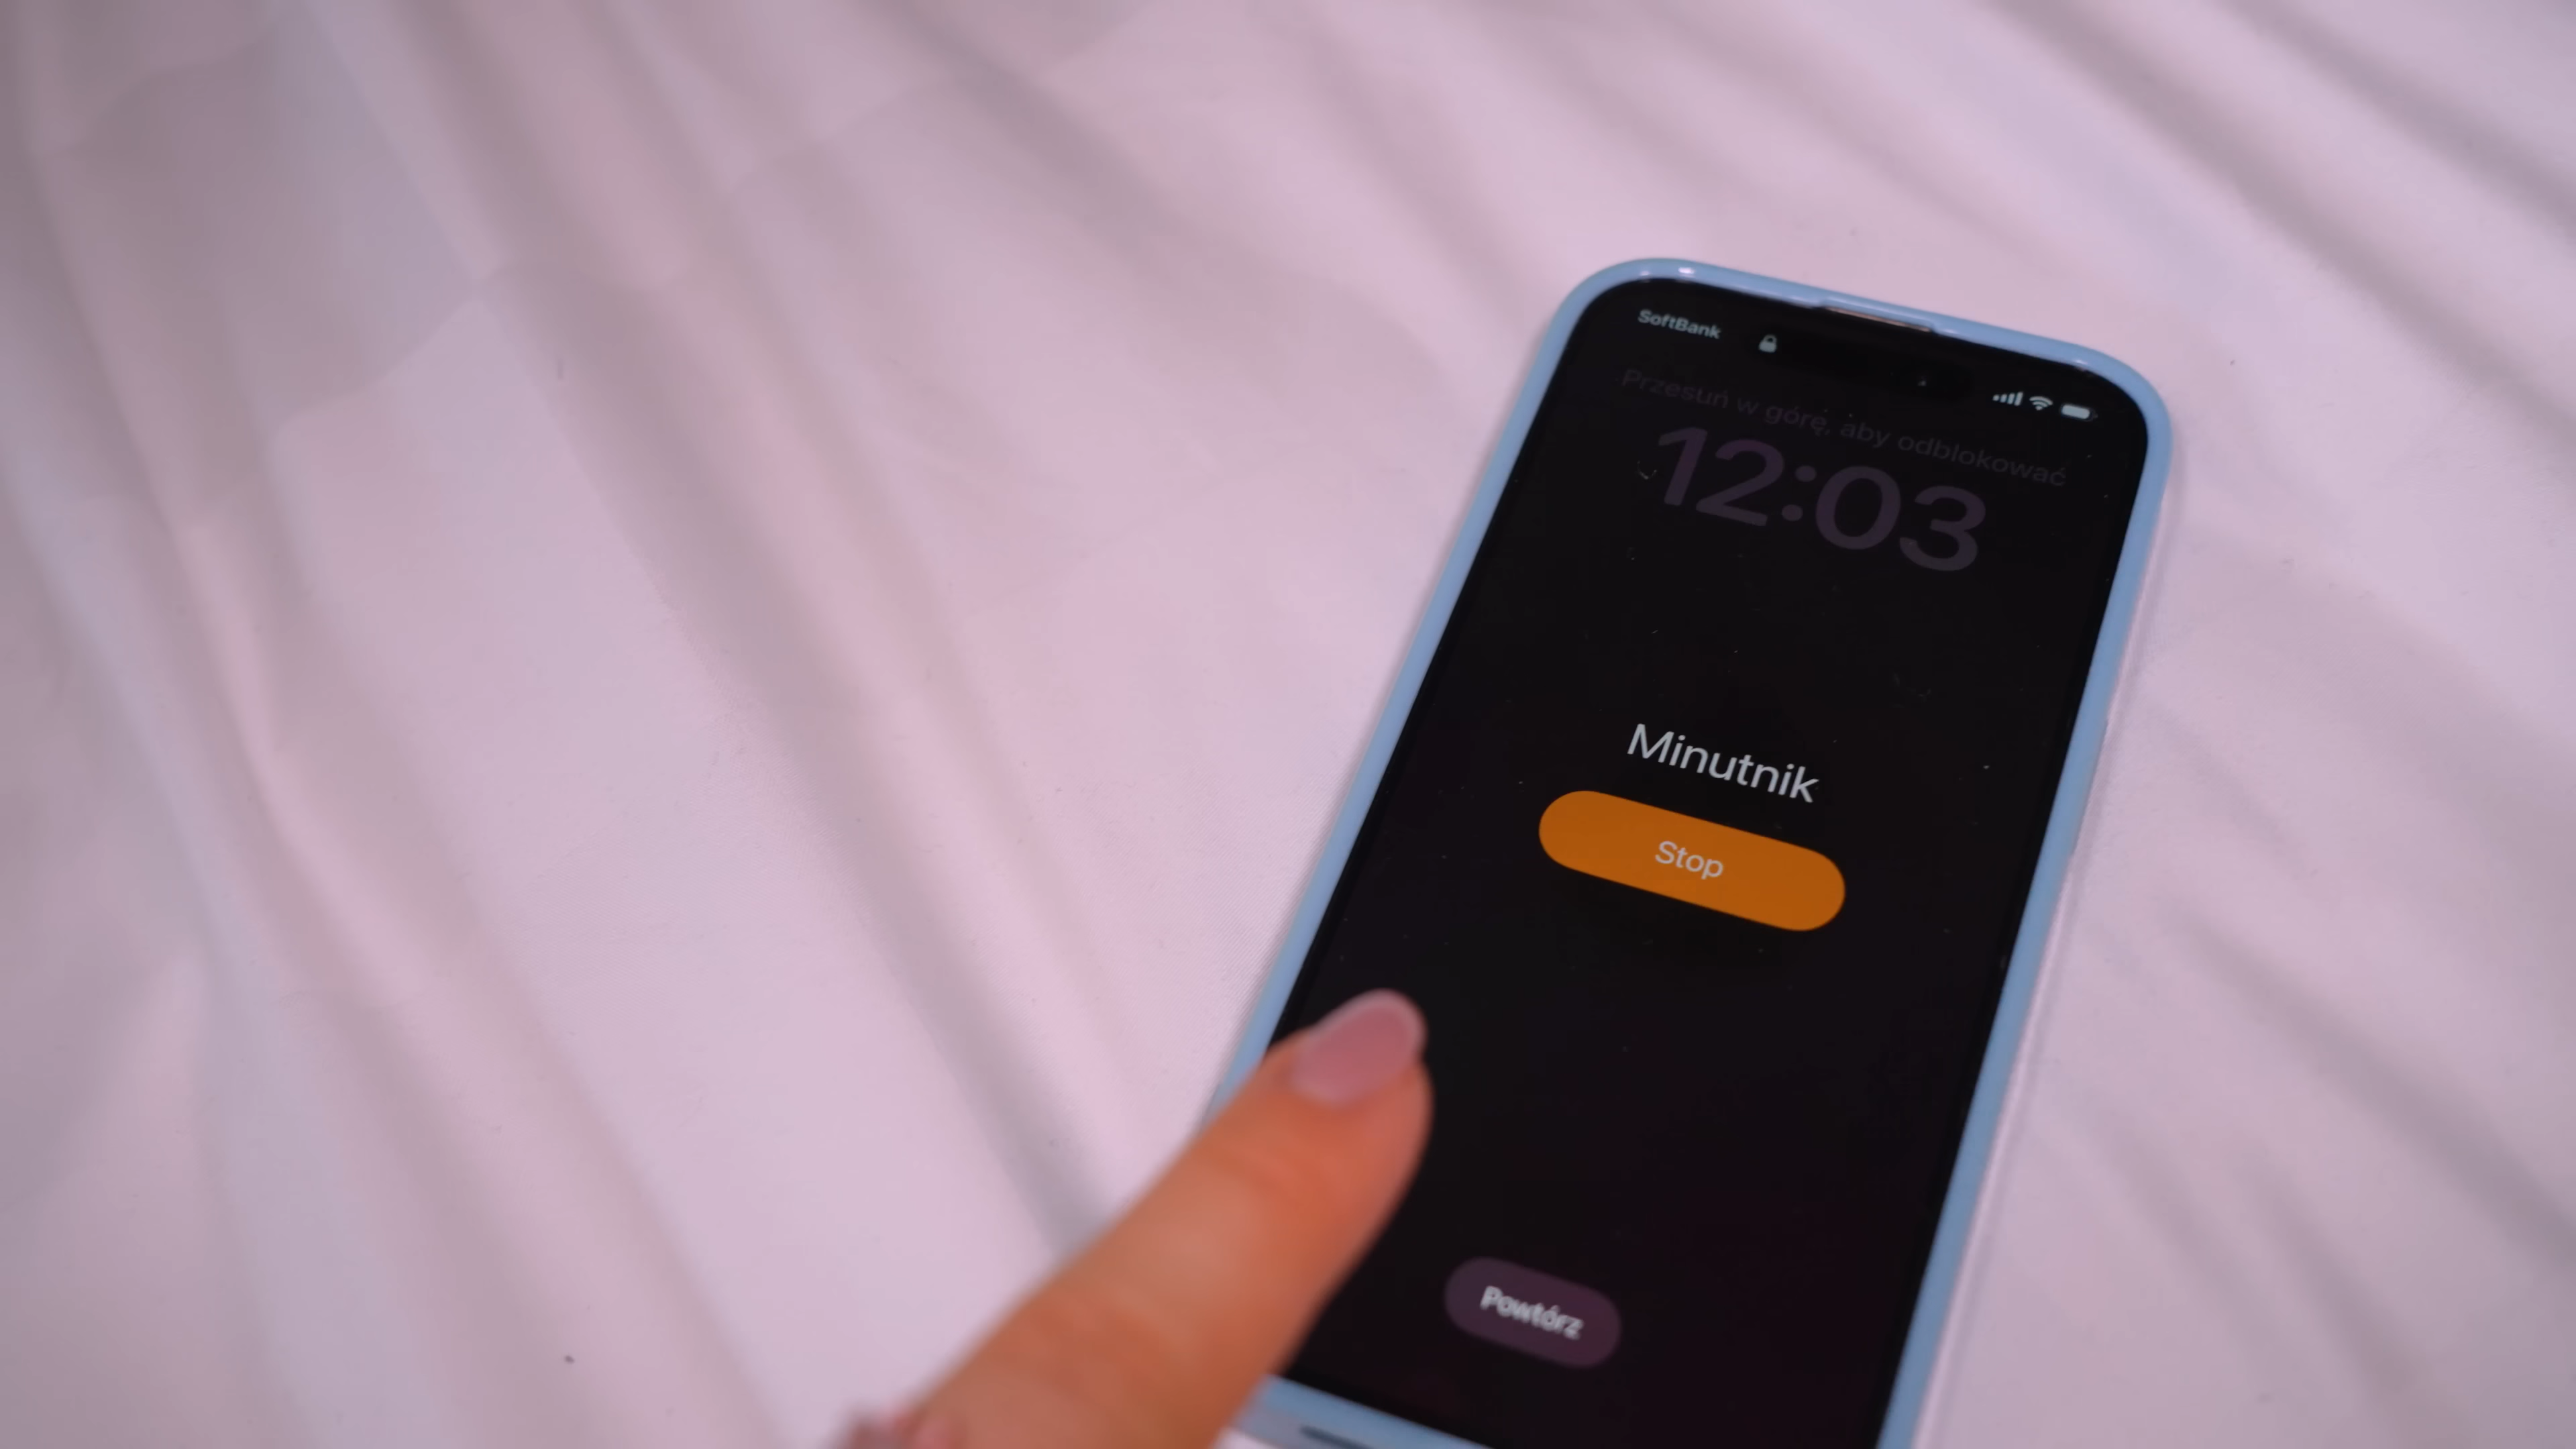 SoftBank
Przesuń w górę, aby odblokować
12:03
Minutnik
Stop
Powtórz